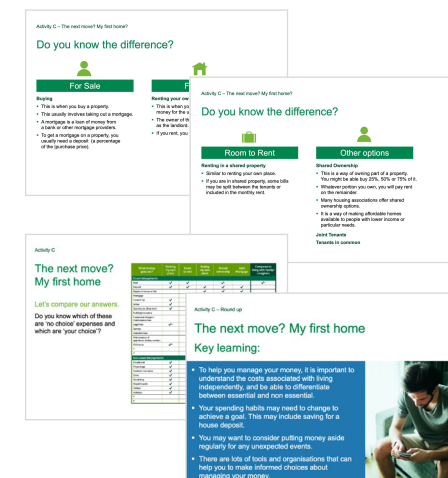 Activity C – The next move? My first home?
Do you know the difference?
For Sale
F
Buying
• This is when you buy a property.
• This usually involves taking out a mortgage.
• A mortgage is a loan of money from
a bank or other mortgage providers.
• To get a mortgage on a property, you
usually need a deposit (a percentage
of the purchase price).
Renting your ow
• This is when yo
money for the u
• The owner of th
as the landlord.
• If you rent, you
Activity C – The next move? My first home?
Do you know the difference?
Room to Rent
Other options
Renting in a shared property
• Similar to renting your own place.
• If you are in shared property, some bills
may be split between the tenants or
included in the monthly rent.
Shared Ownership
• This is a way of owning part of a property.
You might be able buy 25%, 50% or 75% of it.
• Whatever portion you own, you will pay rent
on the remainder.
• Many housing associations offer shared
ownership options.
• It is a way of making affordable homes
available to people with lower income or
particular needs.
Joint Tenants
Tenants in common
Activity C
The next move?
My first home
Let's compare our answers.
Do you know which of these
are 'no choice' expenses and
which are 'your choice'?
Activity C – Round up
The next move? My first home
Key learning:
• To help you manage your money, it is important to
understand the costs associated with living
independently, and be able to differentiate
between essential and non essential.
• Your spending habits may need to change to
achieve a goal. This may include saving for a
house deposit.
• You may want to consider putting money aside
regularly for any unexpected events.
• There are lots of tools and organisations that can
help you to make informed choices about
managing your money.